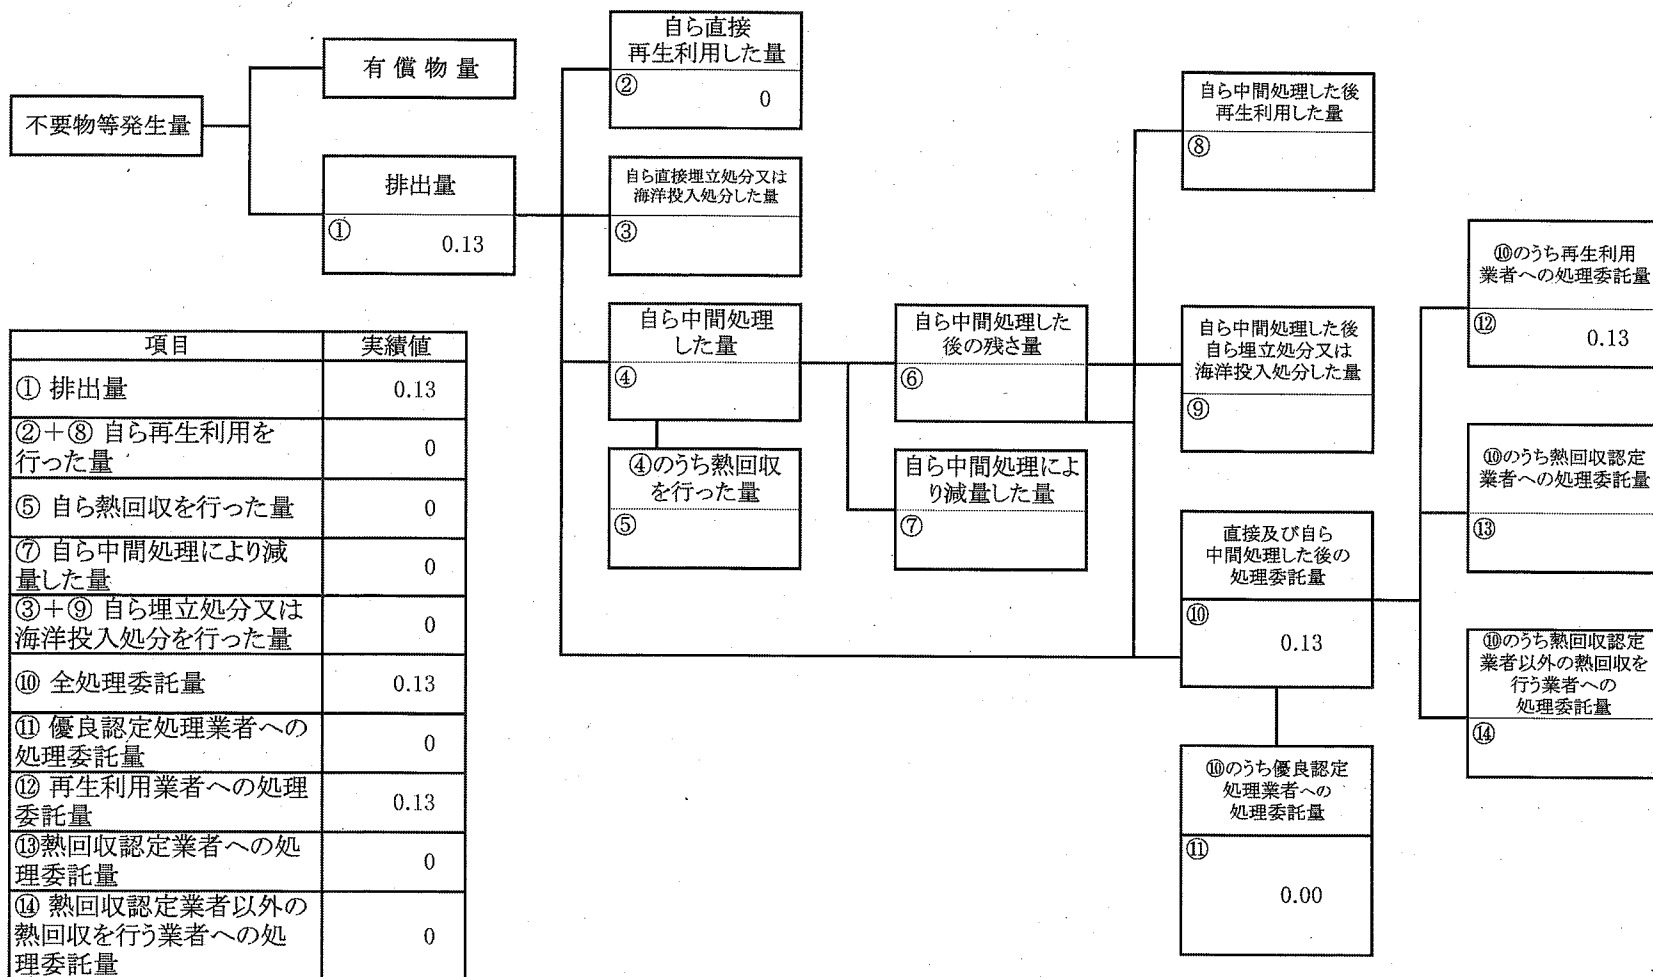 不要物等発生量
有償物量
排出量
①
0.13
自ら直接
再生利用した量
②
0
自ら直接埋立処分又は
海洋投入処分した量
③
自ら中間処理
した量
④
④のうち熱回収
を行った量
⑤
自ら中間処理した
後の残さ量
⑥
自ら中間処理によ
り減量した量
⑦
自ら中間処理した後
再生利用した量
⑧
自ら中間処理した後
自ら埋立処分又は
海洋投入処分した量
⑨
直接及び自ら
中間処理した後の
処理委託量
⑩
0.13
⑩のうち優良認定
処理業者への
処理委託量
⑪
0.00
⑩のうち再生利用
業者への処理委託量
⑫
0.13
⑩のうち熱回収認定
業者への処理委託量
⑬
⑩のうち熱回収認定
業者以外の熱回収を
行う業者への
処理委託量
⑭
項目 実績値
① 排出量 0.13
②+⑧ 自ら再生利用を
行った量 0
⑤ 自ら熱回収を行った量 0
⑦ 自ら中間処理により減
量した量 0
③+⑨ 自ら埋立処分又は
海洋投入処分を行った量 0
⑩ 全処理委託量 0.13
⑪ 優良認定処理業者への
処理委託量 0
⑫ 再生利用業者への処理
委託量 0.13
⑬熱回収認定業者への処
理委託量 0
⑭ 熱回収認定業者以外の
熱回収を行う業者への処
理委託量 0